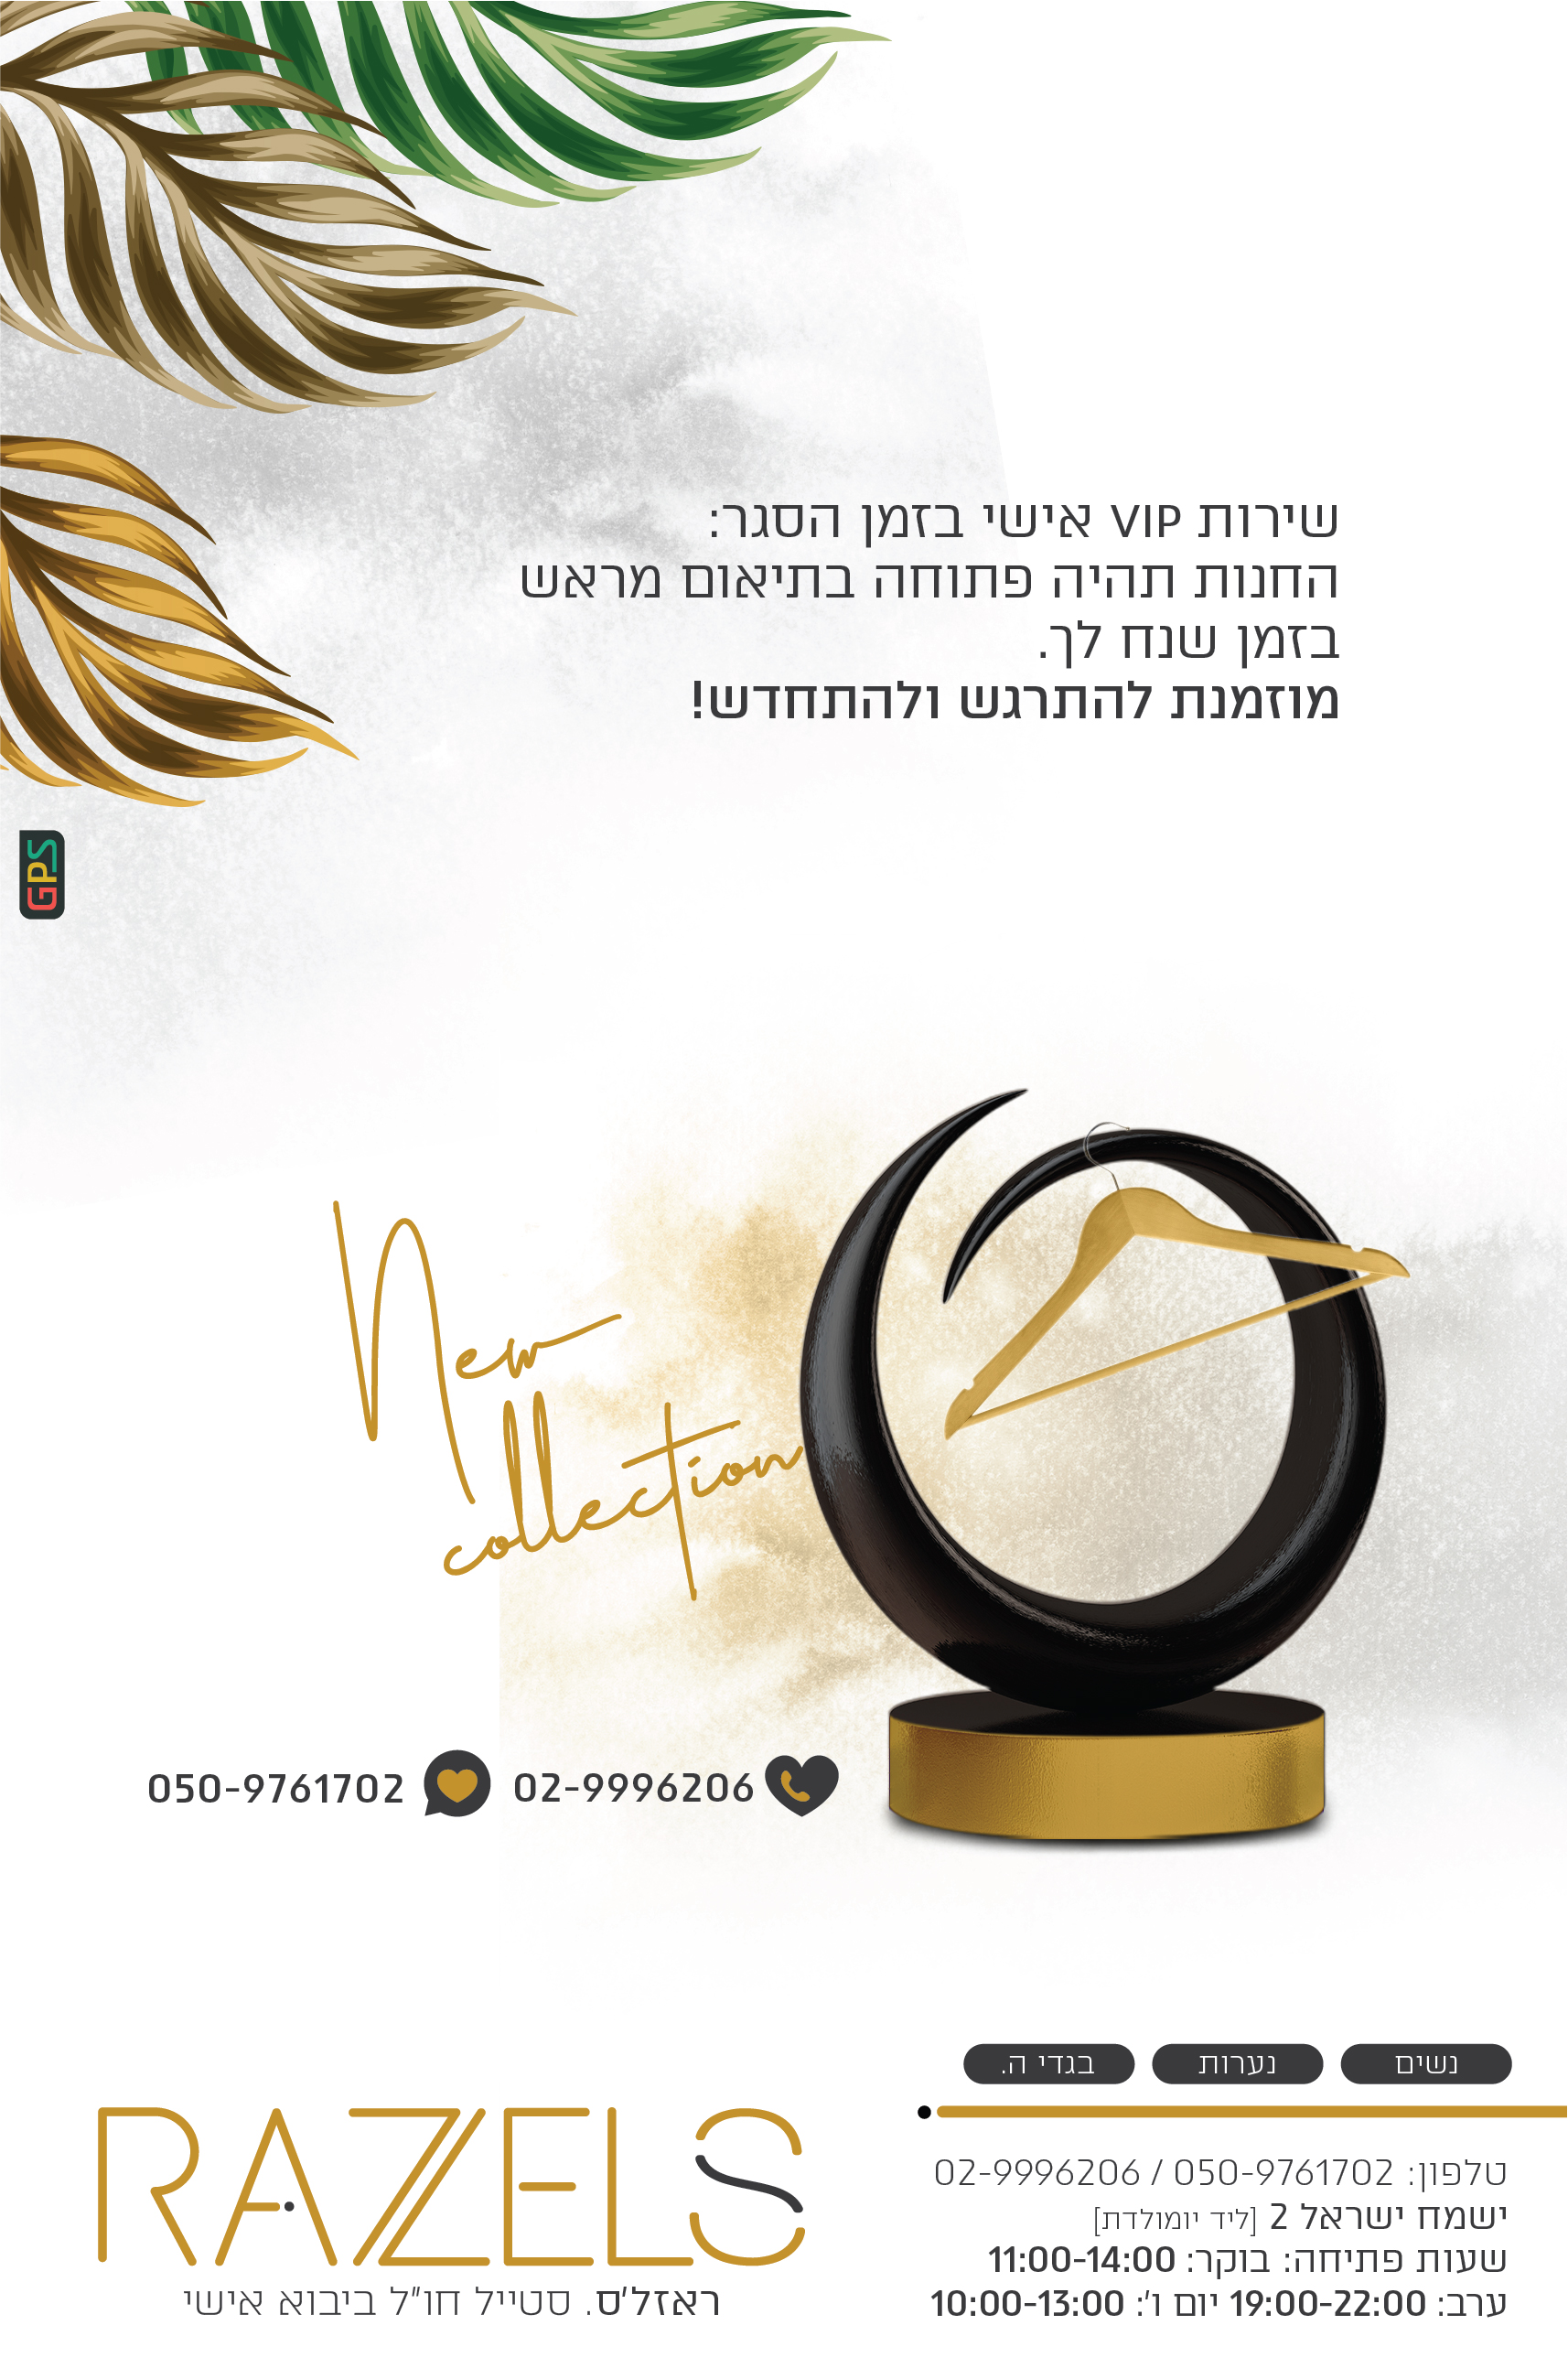 שירות VIP אישי בזמן הסגר:
החנות תהיה פתוחה בתיאום מראש
בזמן שנח לך.
מוזמנת להתרגש ולהתחדש!
GPS
New
collection
02-9996206
050-9761702
נשים
נערות
בגדי ה.
טלפון: 050-9761702 / 02-9996206
ישמח ישראל 2 [ליד יומולדת]
שעות פתיחה: בוקר: 11:00-14:00
ערב: 19:00-22:00 יום ו': 10:00-13:00
RAZELS
ראזל'ס. סטייל חו"ל ביבוא אישי